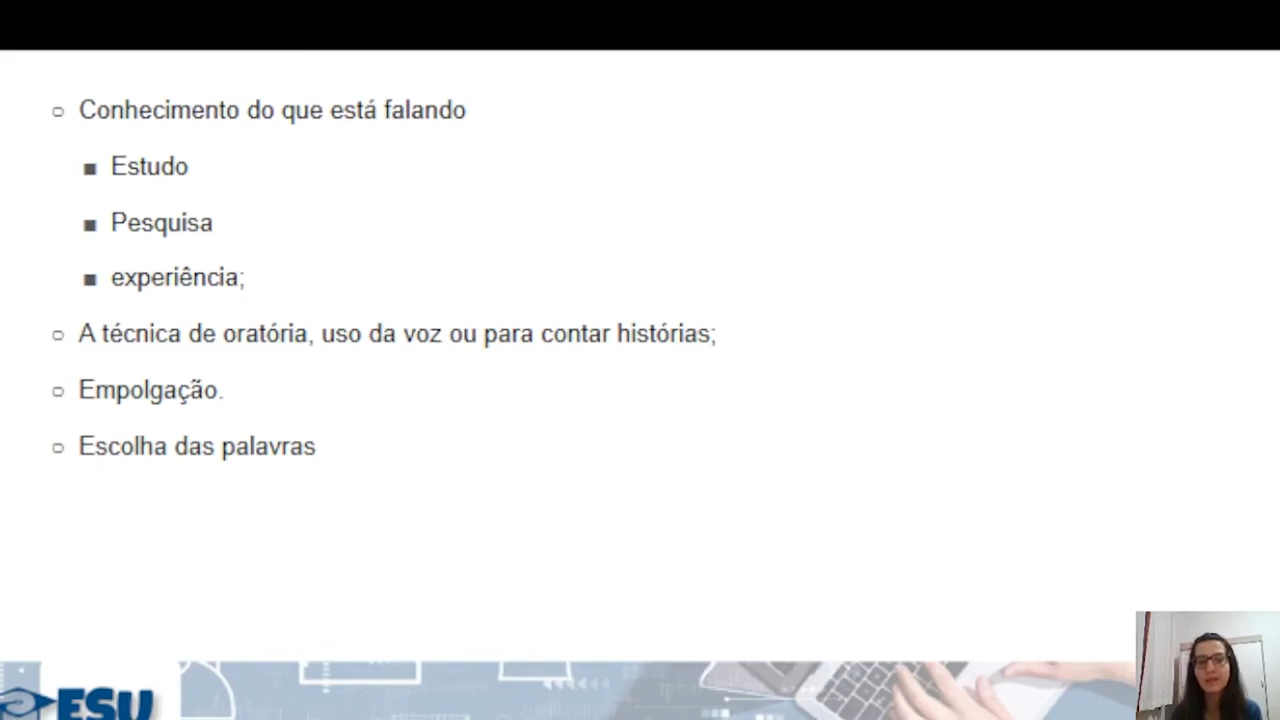 Conhecimento do que está falando
Estudo
Pesquisa
experiência;
A técnica de oratória, uso da voz ou para contar histórias;
Empolgação.
Escolha das palavras
ESU